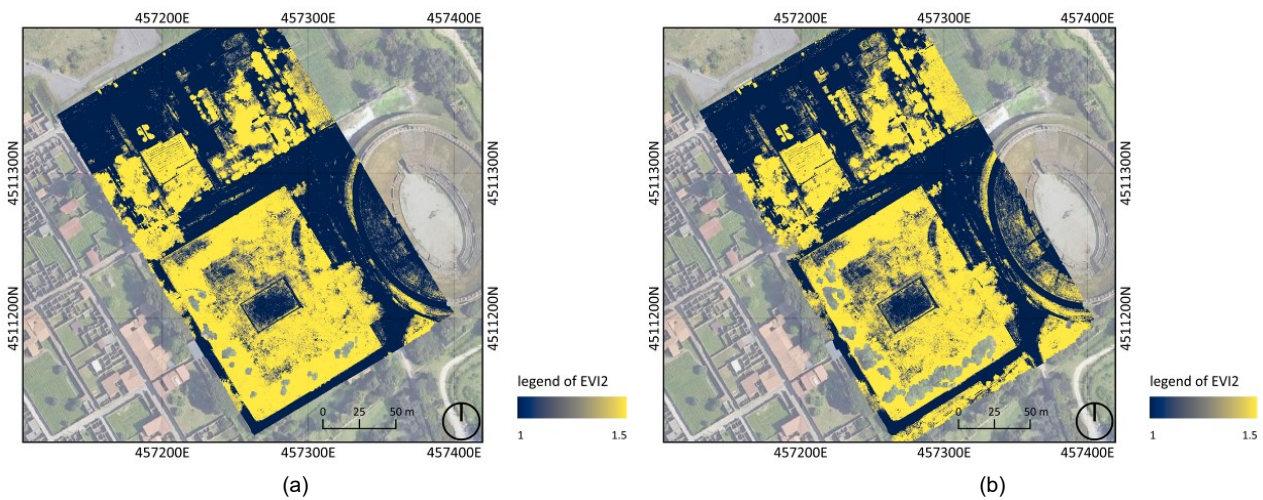 457200E 457300E 457400E 457200E 457300E 457400E
4511300N 4511300N 4511300N 4511300N
4511200N 4511200N 4511200N 4511200N
legend of EVI2 legend of EVI2
0 25 50 m 0 25 50 m
1 1.5 1 1.5
457200E 457300E 457400E 457200E 457300E 457400E
(a) (b)